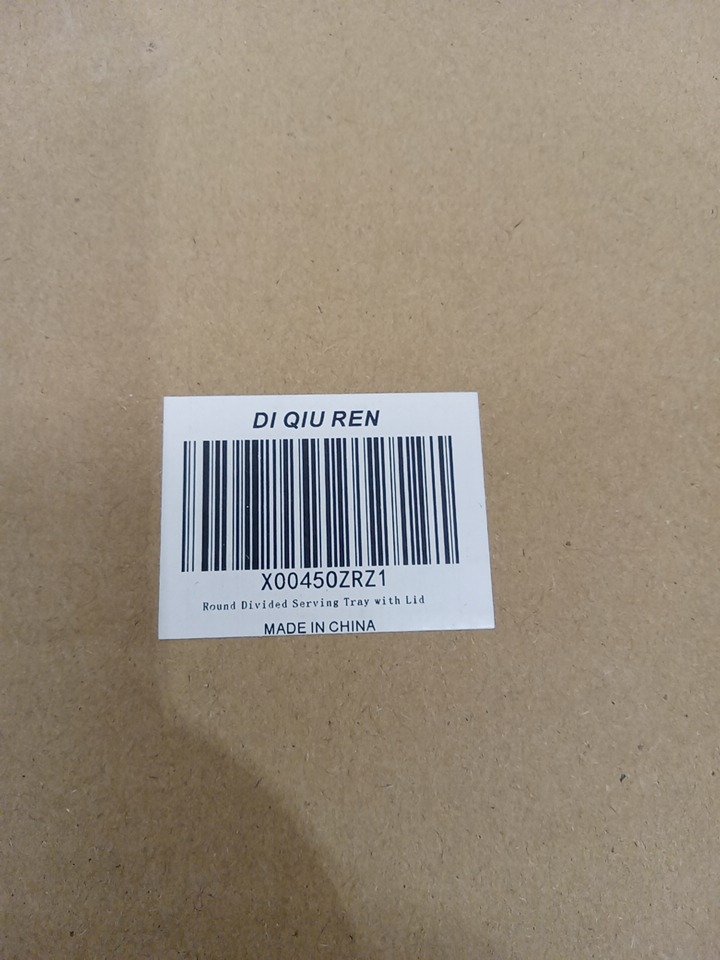 DI QIU REN
X00450ZRZ1
Round Divided Serving Tray with Lid
MADE IN CHINA